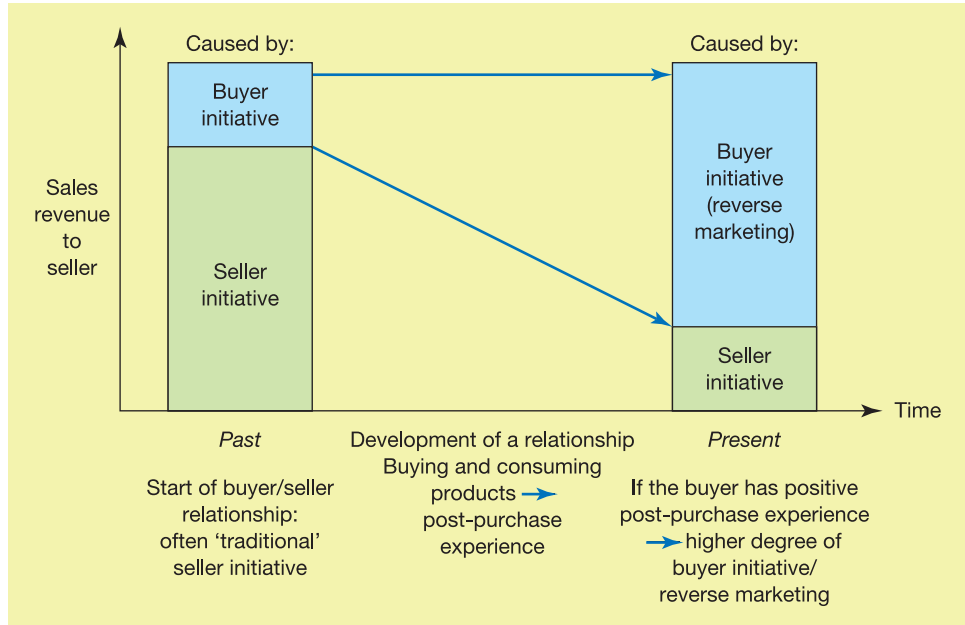 Caused by:
Caused by:
Buyer
initiative
Seller
initiative
Buyer
initiative
(reverse
marketing)
Seller
initiative
Sales
revenue
to
seller
Time
Past
Start of buyer/seller
relationship:
often ‘traditional’
seller initiative
Development of a relationship
Buying and consuming
products
post-purchase
experience
Present
If the buyer has positive
post-purchase experience
higher degree of
buyer initiative/
reverse marketing